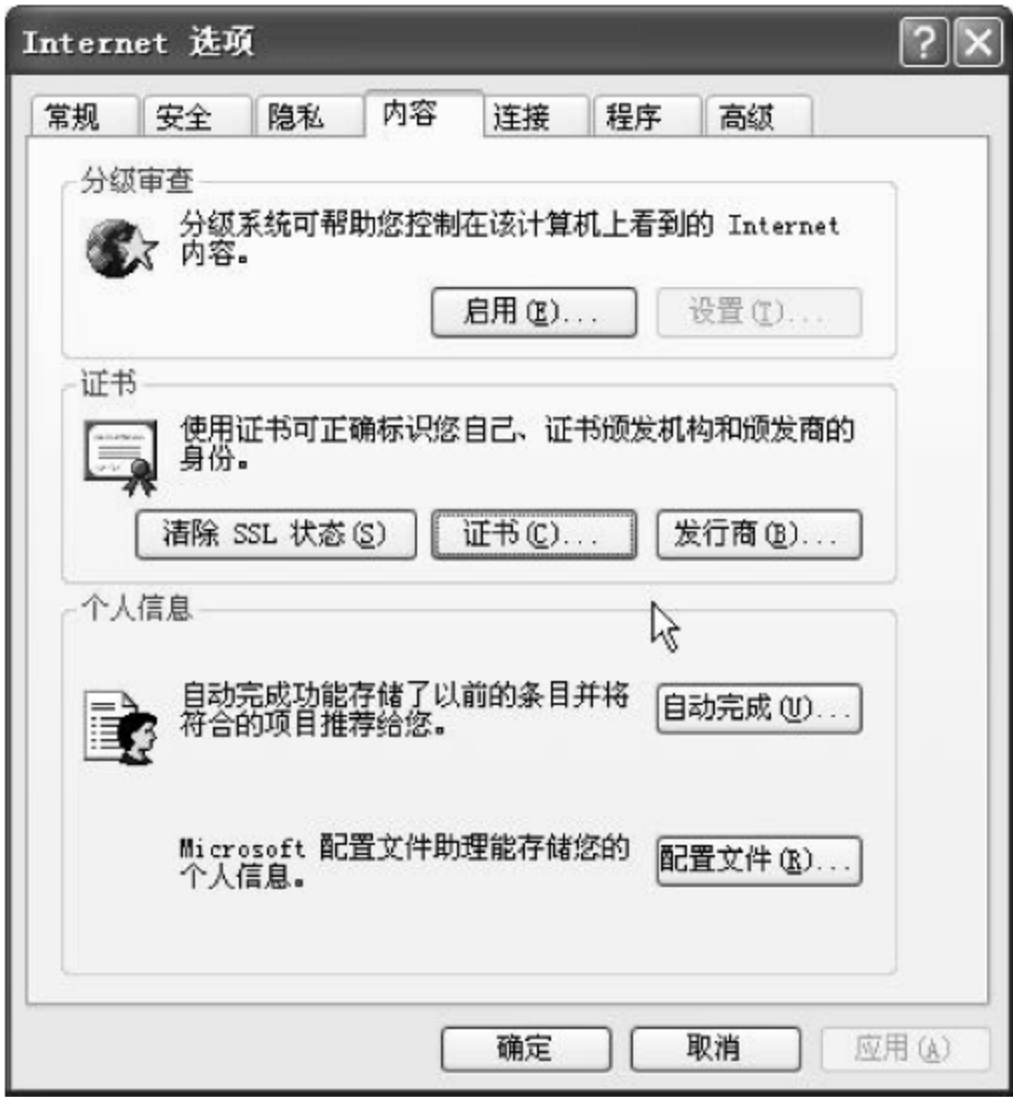 Internet 选项
常规 安全 隐私 内容 连接 程序 高级
分级审查
分级系统可帮助您控制在该计算机上看到的 Internet
内容。
启用(E)... 设置(T)...
证书
使用证书可正确标识您自己、证书颁发机构和颁发商的
身份。
清除 SSL 状态(S) 证书(C)... 发行商(B)...
个人信息
自动完成功能存储了以前的条目并将
符合的项目推荐给您。
自动完成(U)...
Microsoft 配置文件助理能存储您的
个人信息。
配置文件(R)...
确定 取消 应用(A)